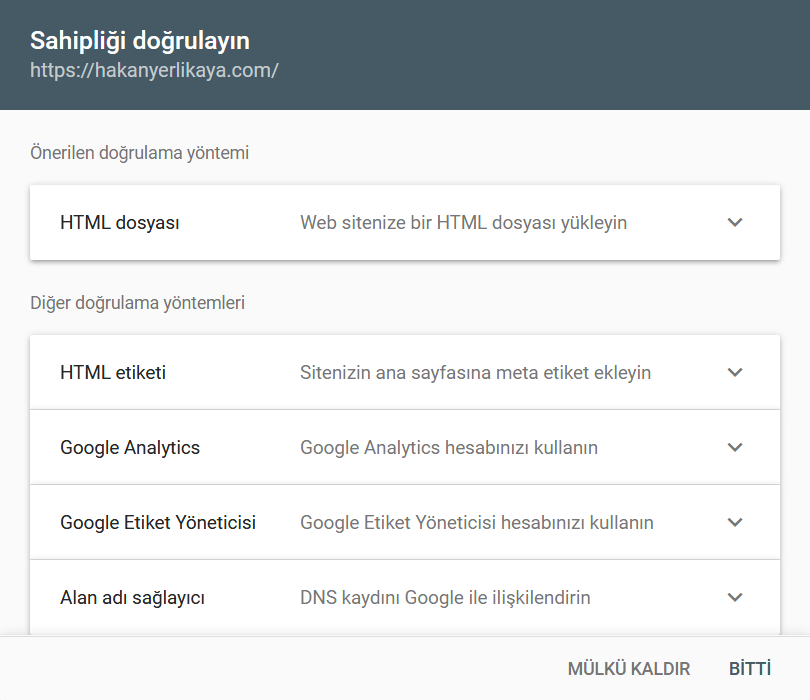 Sahipliği doğrulayın
https://hakanyerlikaya.com/
Önerilen doğrulama yöntemi
HTML dosyası Web sitenize bir HTML dosyası yükleyin
Diğer doğrulama yöntemleri
HTML etiketi Sitenizin ana sayfasına meta etiket ekleyin
Google Analytics Google Analytics hesabınızı kullanın
Google Etiket Yöneticisi Google Etiket Yöneticisi hesabınızı kullanın
Alan adı sağlayıcı DNS kaydını Google ile ilişkilendirin
MÜLKÜ KALDIR BİTTİ